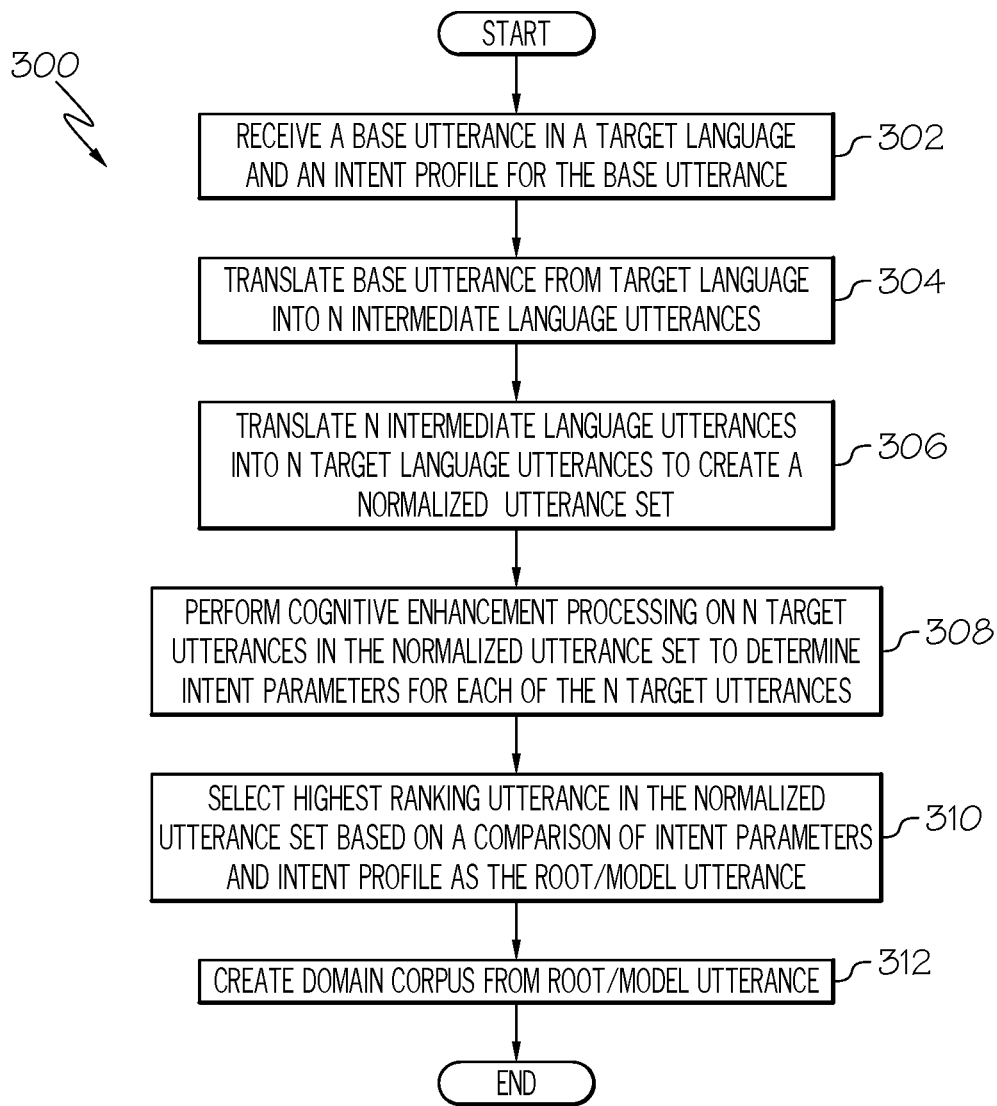 START
300
RECEIVE A BASE UTTERANCE IN A TARGET LANGUAGE
AND AN INTENT PROFILE FOR THE BASE UTTERANCE
302
TRANSLATE BASE UTTERANCE FROM TARGET LANGUAGE
INTO N INTERMEDIATE LANGUAGE UTTERANCES
304
TRANSLATE N INTERMEDIATE LANGUAGE UTTERANCES
INTO N TARGET LANGUAGE UTTERANCES TO CREATE A
NORMALIZED UTTERANCE SET
306
PERFORM COGNITIVE ENHANCEMENT PROCESSING ON N TARGET
UTTERANCES IN THE NORMALIZED UTTERANCE SET TO DETERMINE
INTENT PARAMETERS FOR EACH OF THE N TARGET UTTERANCES
308
SELECT HIGHEST RANKING UTTERANCE IN THE NORMALIZED
UTTERANCE SET BASED ON A COMPARISON OF INTENT PARAMETERS
AND INTENT PROFILE AS THE ROOT/MODEL UTTERANCE
310
CREATE DOMAIN CORPUS FROM ROOT/MODEL UTTERANCE
312
END